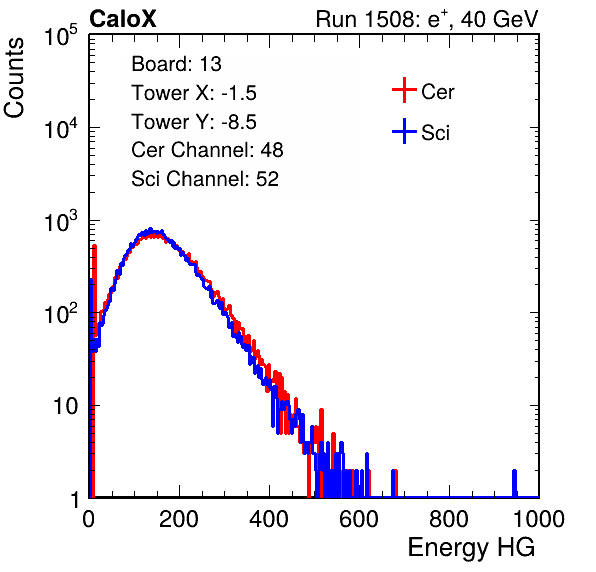 CaloX Run 1508: e⁺, 40 GeV
Board: 13
Tower X: -1.5
Tower Y: -8.5
Cer Channel: 48
Sci Channel: 52
Cer
Sci
Counts
10⁵
10⁴
10³
10²
10
1
0 200 400 600 800 1000
Energy HG